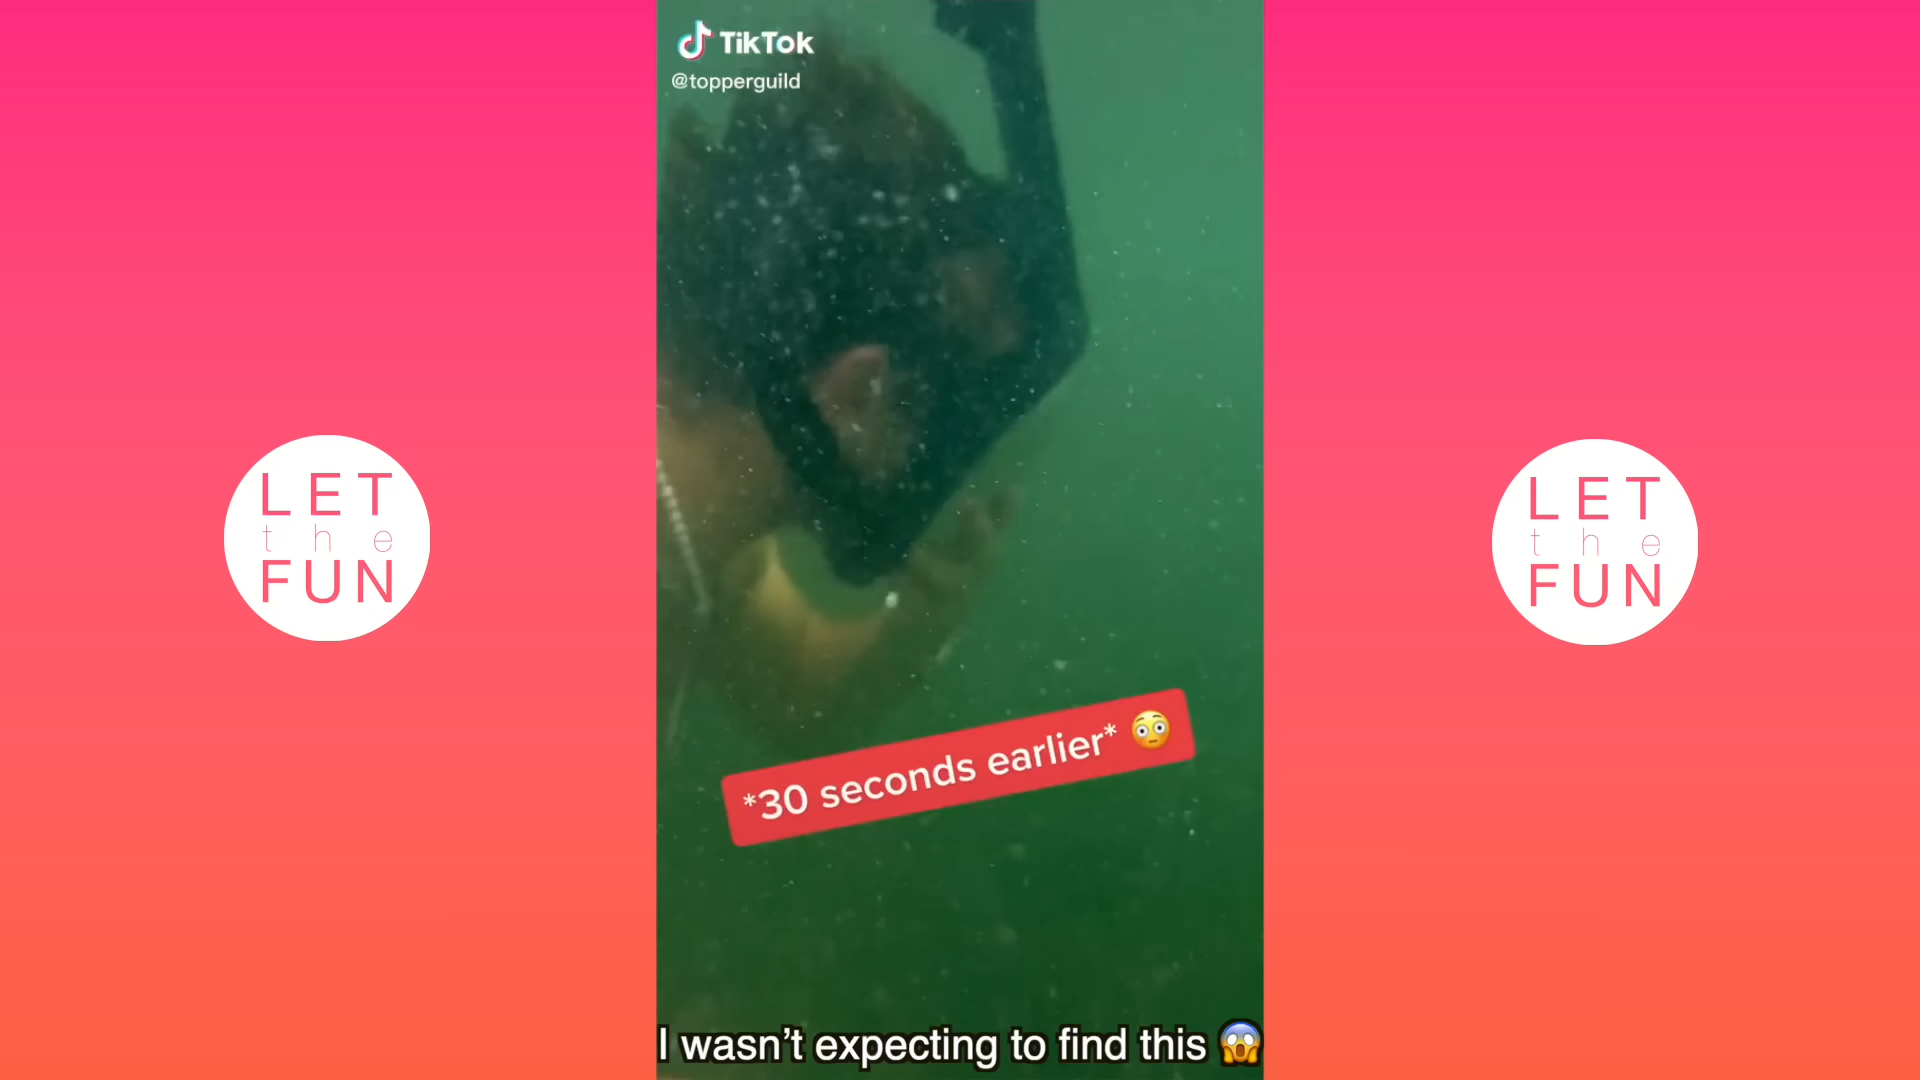 TikTok
@topperguild
LET
the
FUN
LET
the
FUN
*30 seconds earlier* 😳
I wasn't expecting to find this 😱